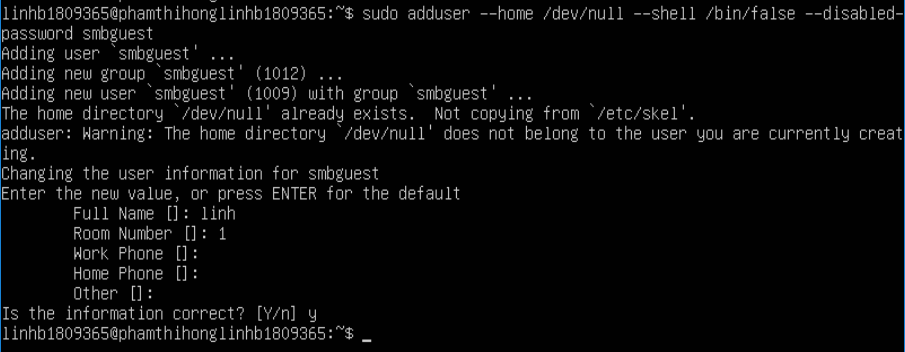 linhb1809365@phamthihonglinhb1809365:~$ sudo adduser --home /dev/null --shell /bin/false --disabled-
password smbguest
Adding user `smbguest' ...
Adding new group `smbguest' (1012) ...
Adding new user `smbguest' (1009) with group `smbguest' ...
The home directory `/dev/null' already exists.  Not copying from `/etc/skel'.
adduser: Warning: The home directory `/dev/null' does not belong to the user you are currently creat
ing.
Changing the user information for smbguest
Enter the new value, or press ENTER for the default
        Full Name []: linh
        Room Number []: 1
        Work Phone []:
        Home Phone []:
        Other []:
Is the information correct? [Y/n] y
linhb1809365@phamthihonglinhb1809365:~$ _